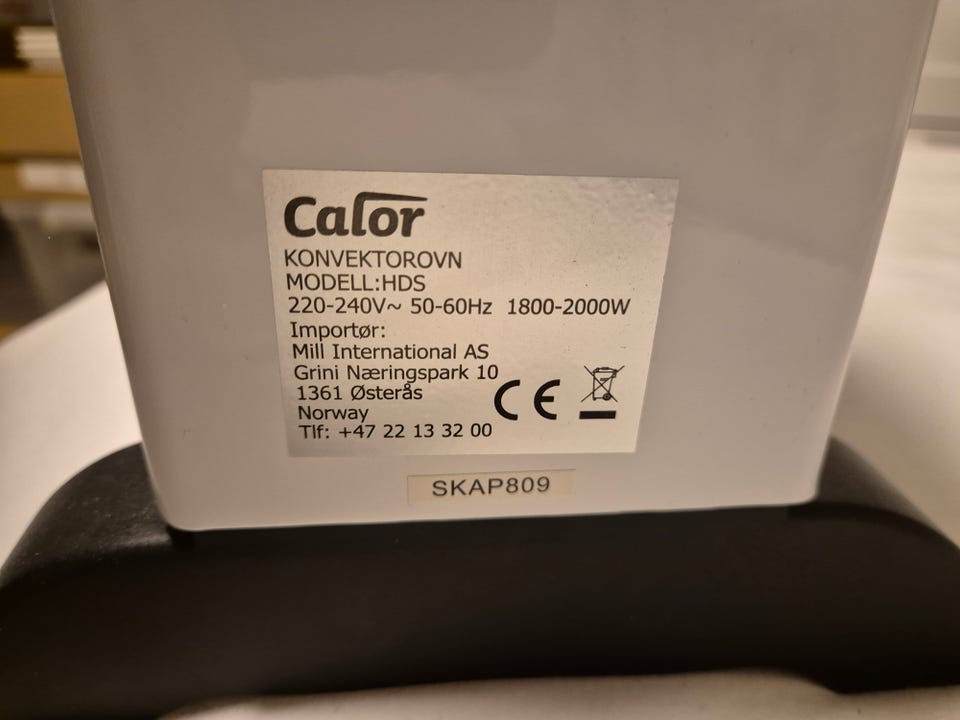 Calor
KONVEKTOROVN
MODELL:HDS
220-240V~ 50-60Hz 1800-2000W
Importør:
Mill International AS
Grini Næringspark 10
1361 Østerås
Norway
Tlf: +47 22 13 32 00
CE
SKAP809